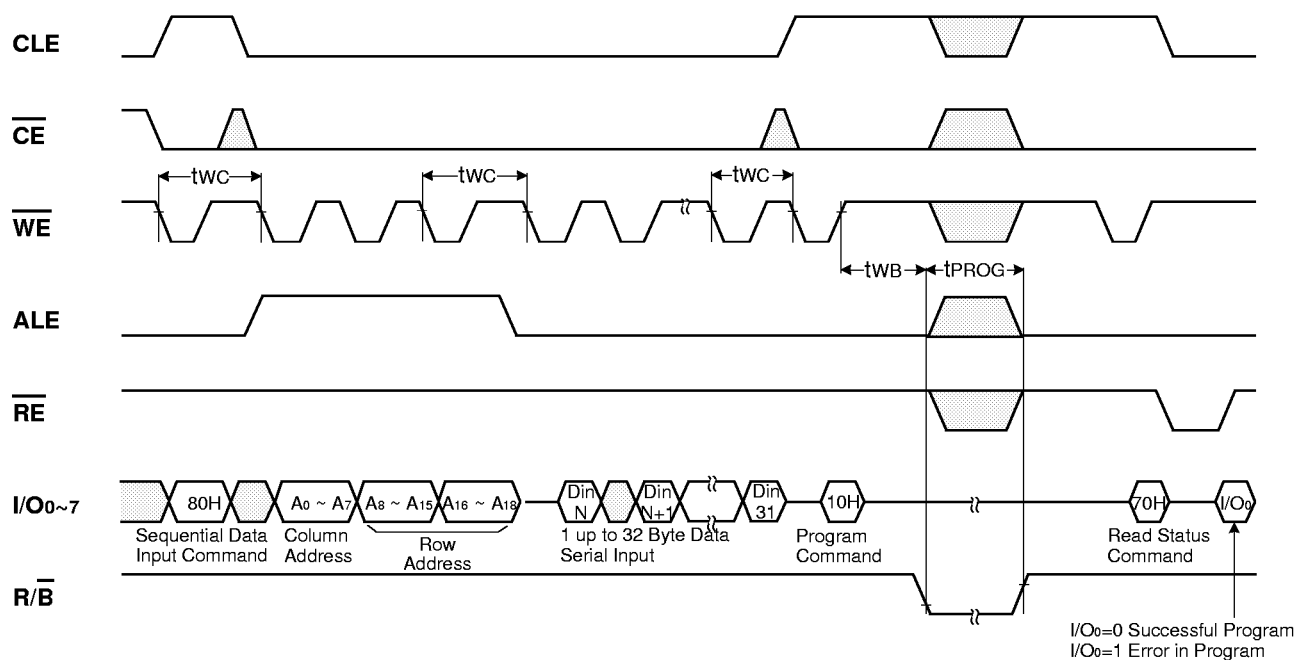 CLE
CE
tWC
tWC
tWC
WE
tWB
tPROG
ALE
RE
I/O0~7
80H
A0 ~ A7
A8 ~ A15
A16 ~ A18
Din N
Din N+1
Din 31
10H
70H
I/O0
Sequential Data
Input Command
Column
Address
Row
Address
1 up to 32 Byte Data
Serial Input
Program
Command
Read Status
Command
R/B
I/O0=0 Successful Program
I/O0=1 Error in Program